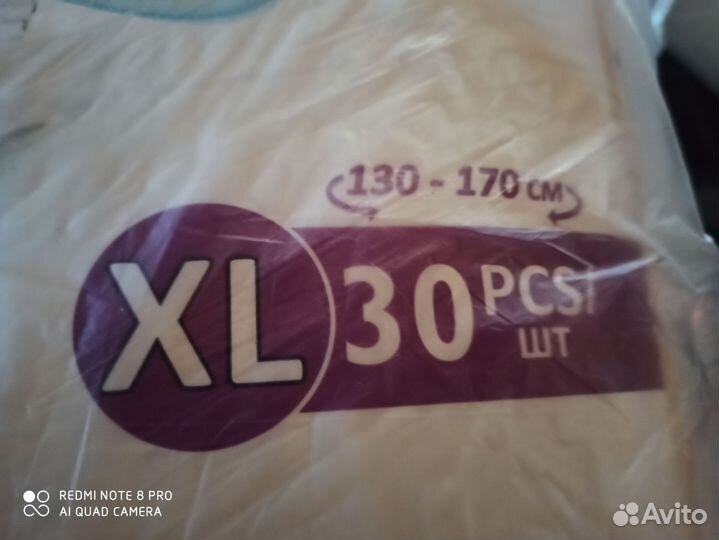 130 - 170 см
XL
30 PCS/
ШТ
REDMI NOTE 8 PRO
AI QUAD CAMERA
Avito